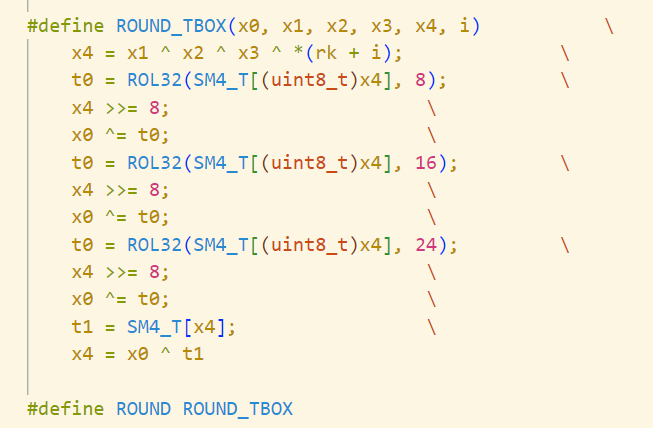 #define ROUND_TBOX(x0, x1, x2, x3, x4, i) \
x4 = x1 ^ x2 ^ x3 ^ *(rk + i); \
t0 = ROL32(SM4_T[(uint8_t)x4], 8); \
x4 >>= 8; \
x0 ^= t0; \
t0 = ROL32(SM4_T[(uint8_t)x4], 16); \
x4 >>= 8; \
x0 ^= t0; \
t0 = ROL32(SM4_T[(uint8_t)x4], 24); \
x4 >>= 8; \
x0 ^= t0; \
t1 = SM4_T[x4]; \
x4 = x0 ^ t1
#define ROUND ROUND_TBOX